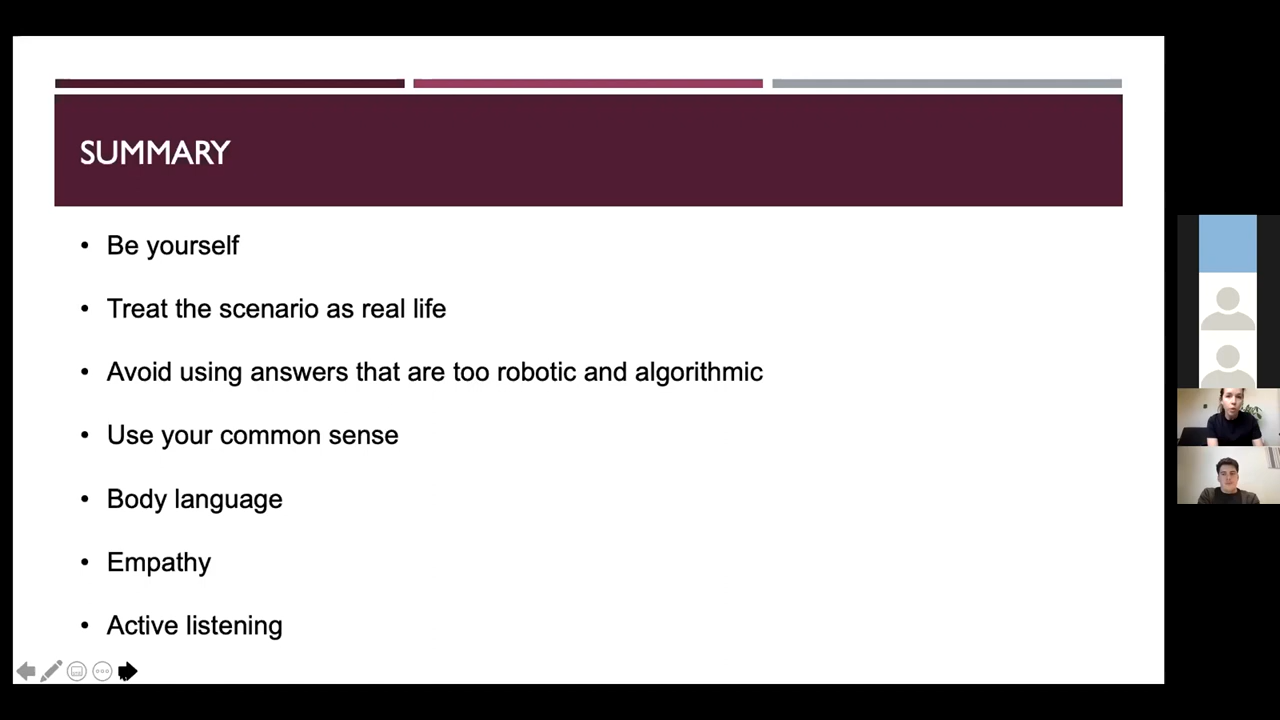 SUMMARY
• Be yourself
• Treat the scenario as real life
• Avoid using answers that are too robotic and algorithmic
• Use your common sense
• Body language
• Empathy
• Active listening